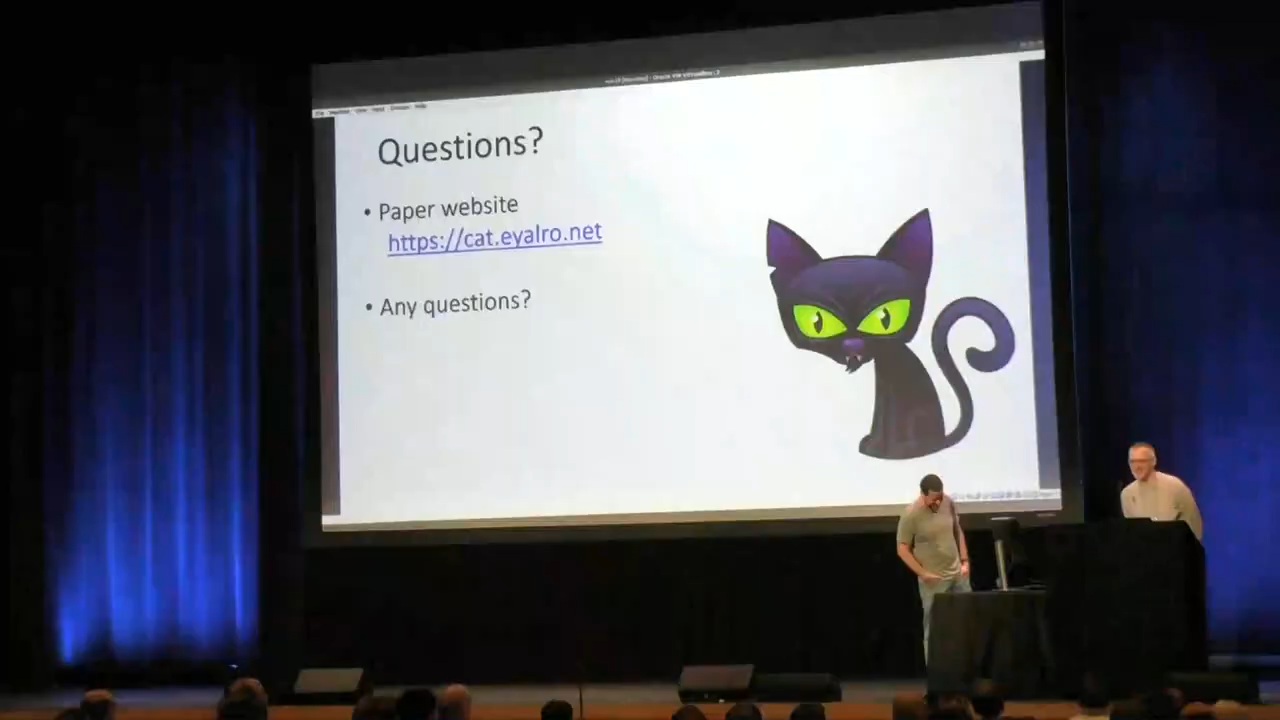 Questions?
• Paper website
https://cat.eyalro.net
• Any questions?